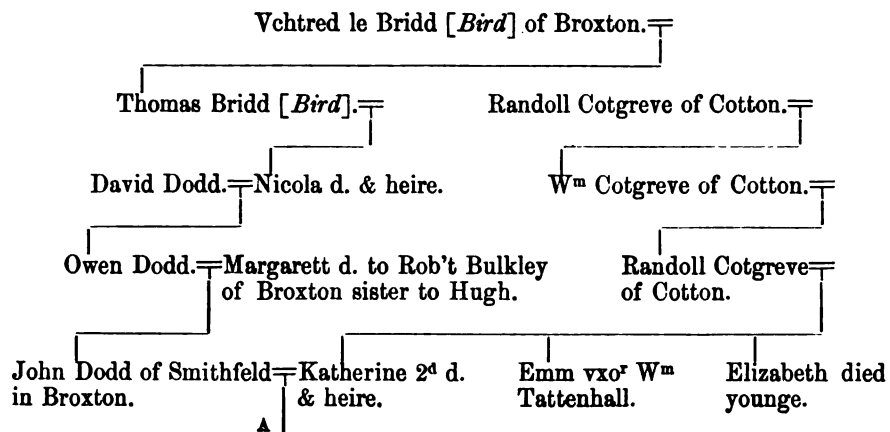 Vchtred le Bridd [Bird] of Broxton.
Thomas Bridd [Bird].
Randoll Cotgreve of Cotton.
David Dodd. Nicola d. & heire.
Wm Cotgreve of Cotton.
Owen Dodd. Margarett d. to Rob't Bulkley
of Broxton sister to Hugh.
Randoll Cotgreve
of Cotton.
John Dodd of Smithfeld
in Broxton.
Katherine 2d d.
& heire.
Emm vxor Wm
Tattenhall.
Elizabeth died
younge.
A